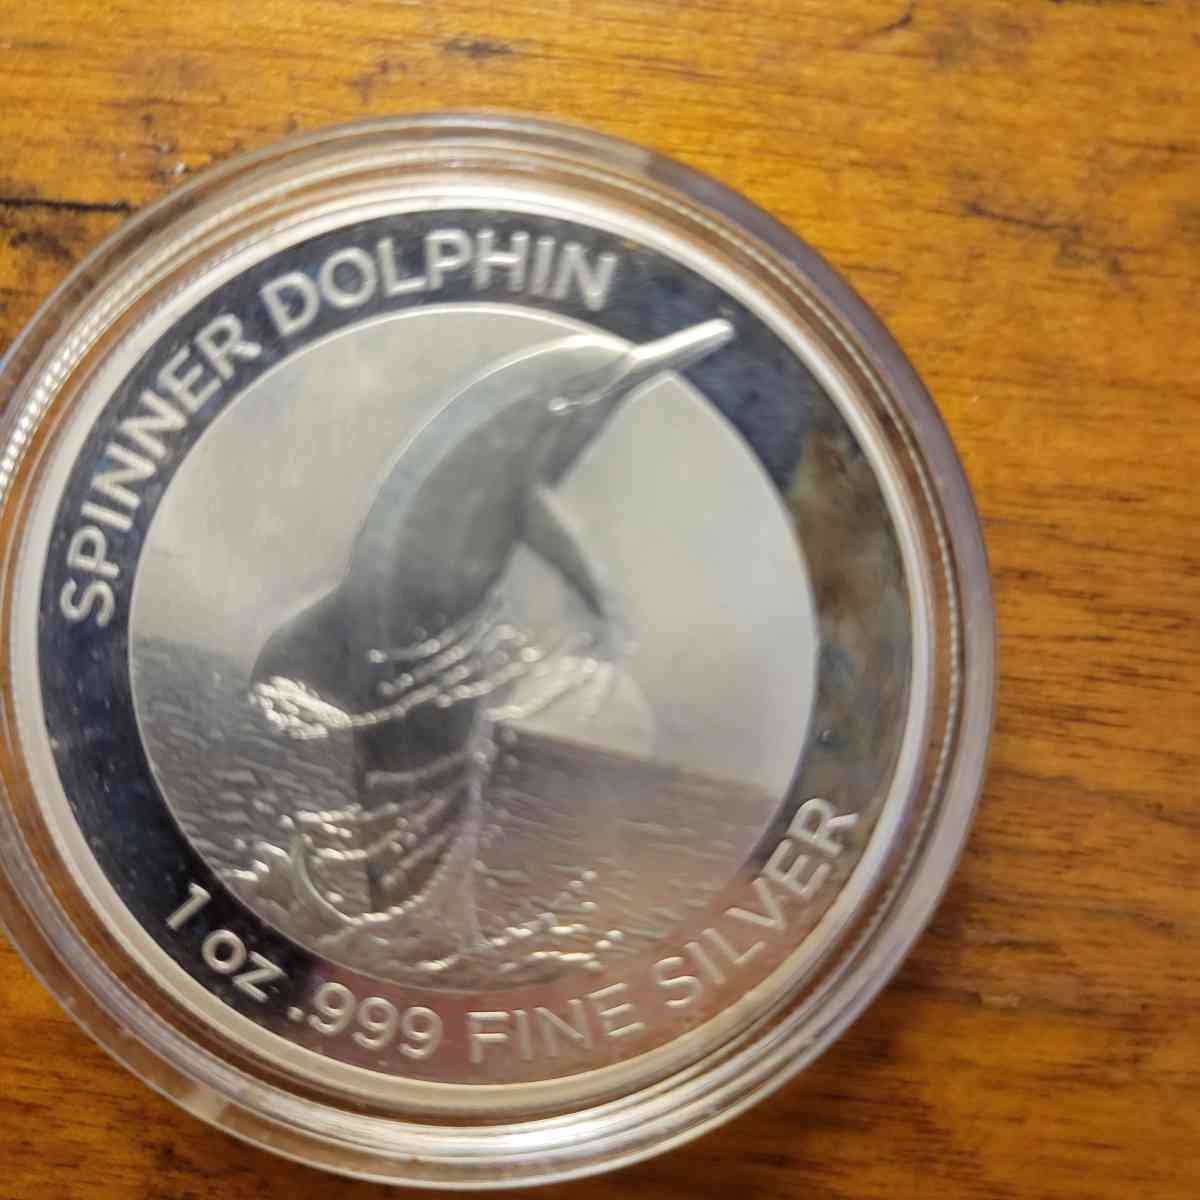 SPINNER DOLPHIN
1 OZ .999 FINE SILVER